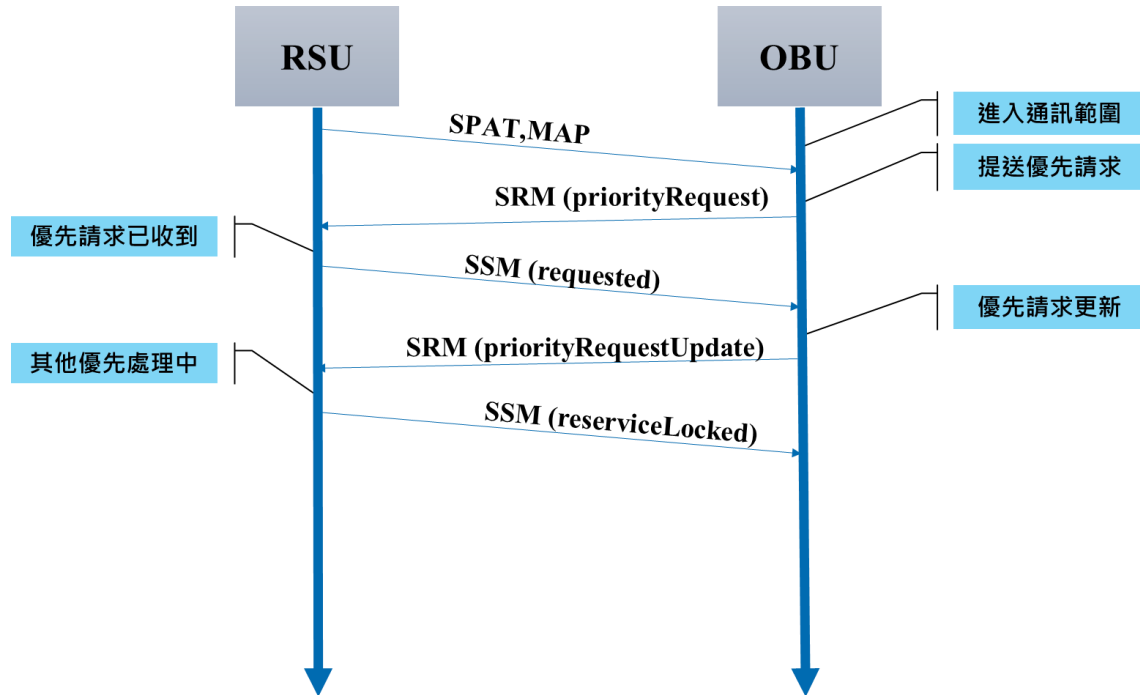 RSU
OBU
進入通訊範圍
SPAT,MAP
提送優先請求
SRM (priorityRequest)
優先請求已收到
SSM (requested)
優先請求更新
SRM (priorityRequestUpdate)
其他優先處理中
SSM (reserviceLocked)